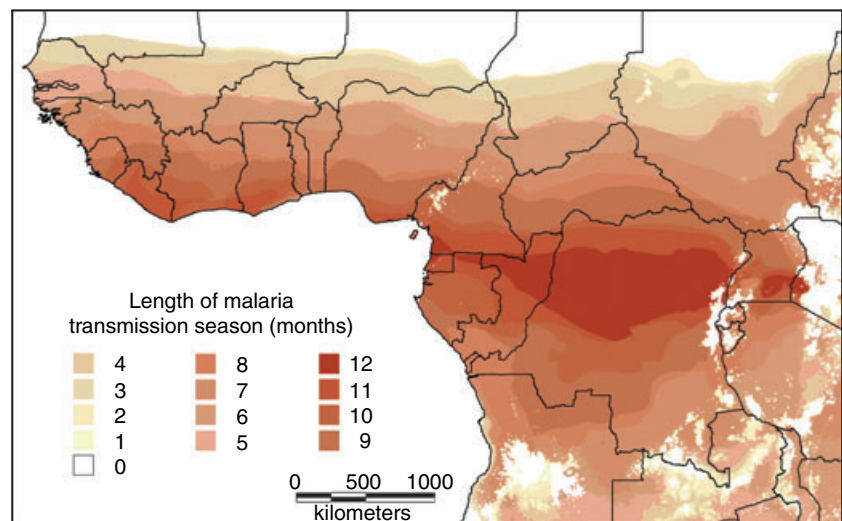 Length of malaria
transmission season (months)
4 8 12
3 7 11
2 6 10
1 5 9
0
0 500 1000
kilometers